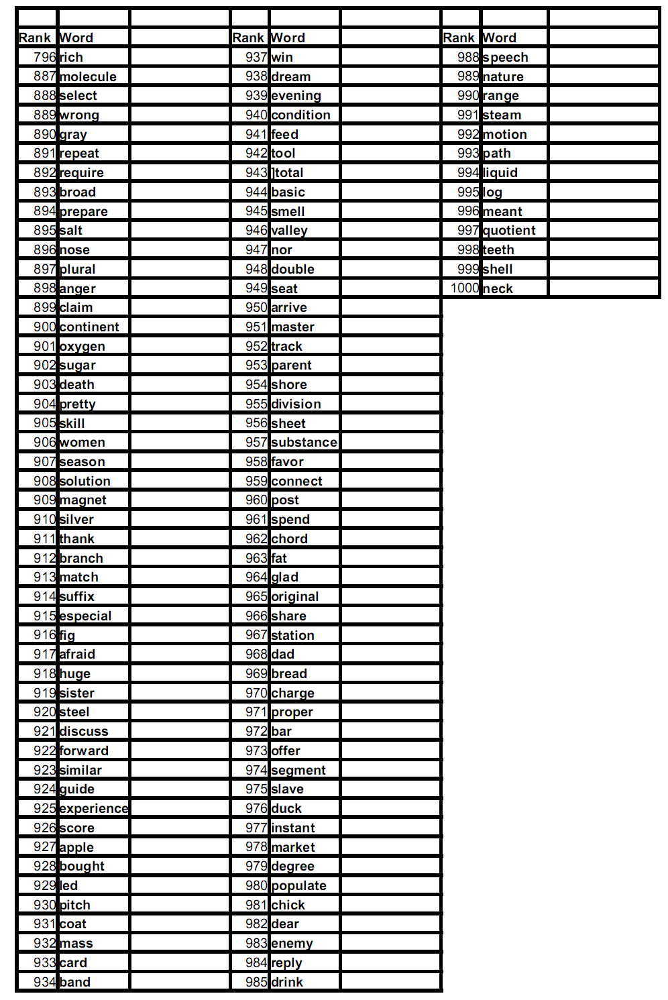 Rank Word Rank Word Rank Word
796 rich 937 win 988 speech
887 molecule 938 dream 989 nature
888 select 939 evening 990 range
889 wrong 940 condition 991 steam
890 gray 941 feed 992 motion
891 repeat 942 tool 993 path
892 require 943 ]total 994 liquid
893 broad 944 basic 995 log
894 prepare 945 smell 996 meant
895 salt 946 valley 997 quotient
896 nose 947 nor 998 teeth
897 plural 948 double 999 shell
898 anger 949 seat 1000 neck
899 claim 950 arrive
900 continent 951 master
901 oxygen 952 track
902 sugar 953 parent
903 death 954 shore
904 pretty 955 division
905 skill 956 sheet
906 women 957 substance
907 season 958 favor
908 solution 959 connect
909 magnet 960 post
910 silver 961 spend
911 thank 962 chord
912 branch 963 fat
913 match 964 glad
914 suffix 965 original
915 especial 966 share
916 fig 967 station
917 afraid 968 dad
918 huge 969 bread
919 sister 970 charge
920 steel 971 proper
921 discuss 972 bar
922 forward 973 offer
923 similar 974 segment
924 guide 975 slave
925 experience 976 duck
926 score 977 instant
927 apple 978 market
928 bought 979 degree
929 led 980 populate
930 pitch 981 chick
931 coat 982 dear
932 mass 983 enemy
933 card 984 reply
934 band 985 drink